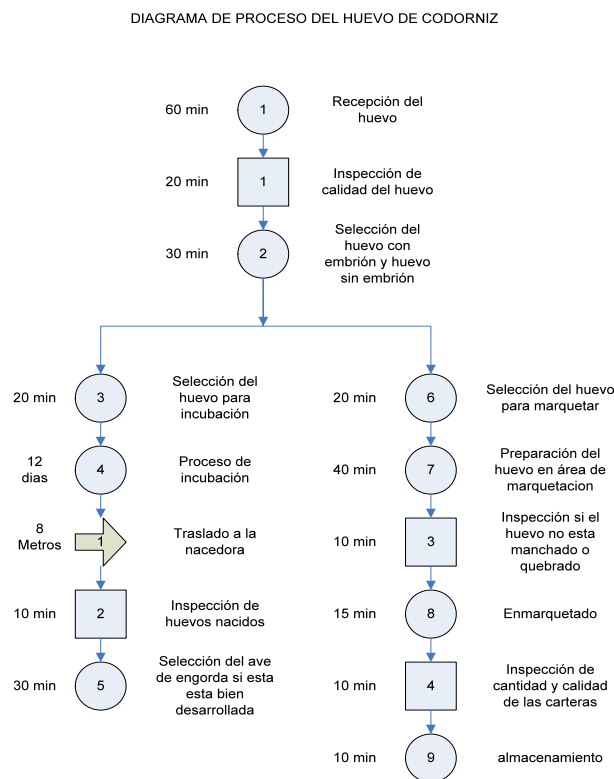 DIAGRAMA DE PROCESO DEL HUEVO DE CODORNIZ
60 min
1
Recepción del
huevo
20 min
1
Inspección de
calidad del huevo
30 min
2
Selección del
huevo con
embrión y huevo
sin embrión
20 min
3
Selección del
huevo para
incubación
12
dias
4
Proceso de
incubación
8
Metros
1
Traslado a la
nacedora
10 min
2
Inspección de
huevos nacidos
30 min
5
Selección del ave
de engorda si esta
esta bien
desarrollada
20 min
6
Selección del huevo
para marquetar
40 min
7
Preparación del
huevo en área de
marquetacion
10 min
3
Inspección si el
huevo no esta
manchado o
quebrado
15 min
8
Enmarquetado
10 min
4
Inspección de
cantidad y calidad
de las carteras
10 min
9
almacenamiento